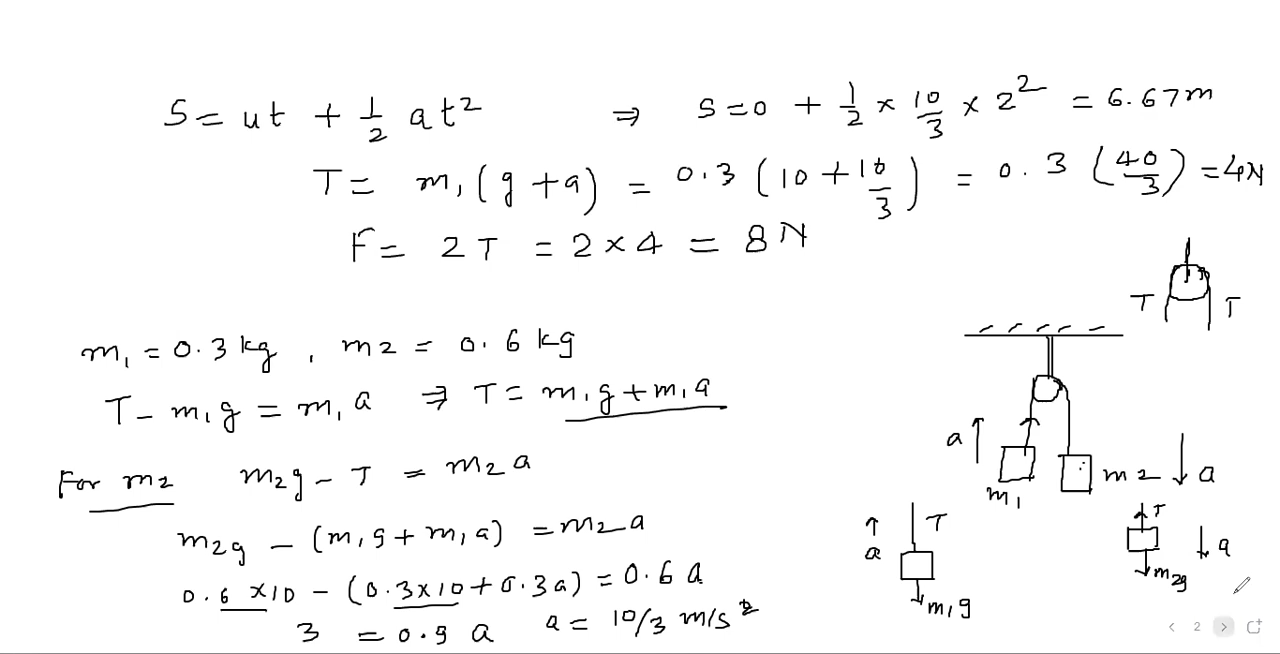 S = ut + 1/2 at² ⇒ S = 0 + 1/2 × 10/3 × 2² = 6.67m
T = m₁(g + a) = 0.3(10 + 10/3) = 0.3(40/3) = 4N
F = 2T = 2 × 4 = 8N
T T
m₁ = 0.3 kg, m2 = 0.6 kg
T - m₁g = m₁a ⇒ T = m₁g + m₁a
a
For m2 m₂g - T = m₂a
m₁ m2 a
m₂g - (m₁g + m₁a) = m₂a
a T T a
0.6 × 10 - (0.3×10 + 0.3a) = 0.6a
m₁g m₂g
3 = 0.9a a = 10/3 m/s²
2